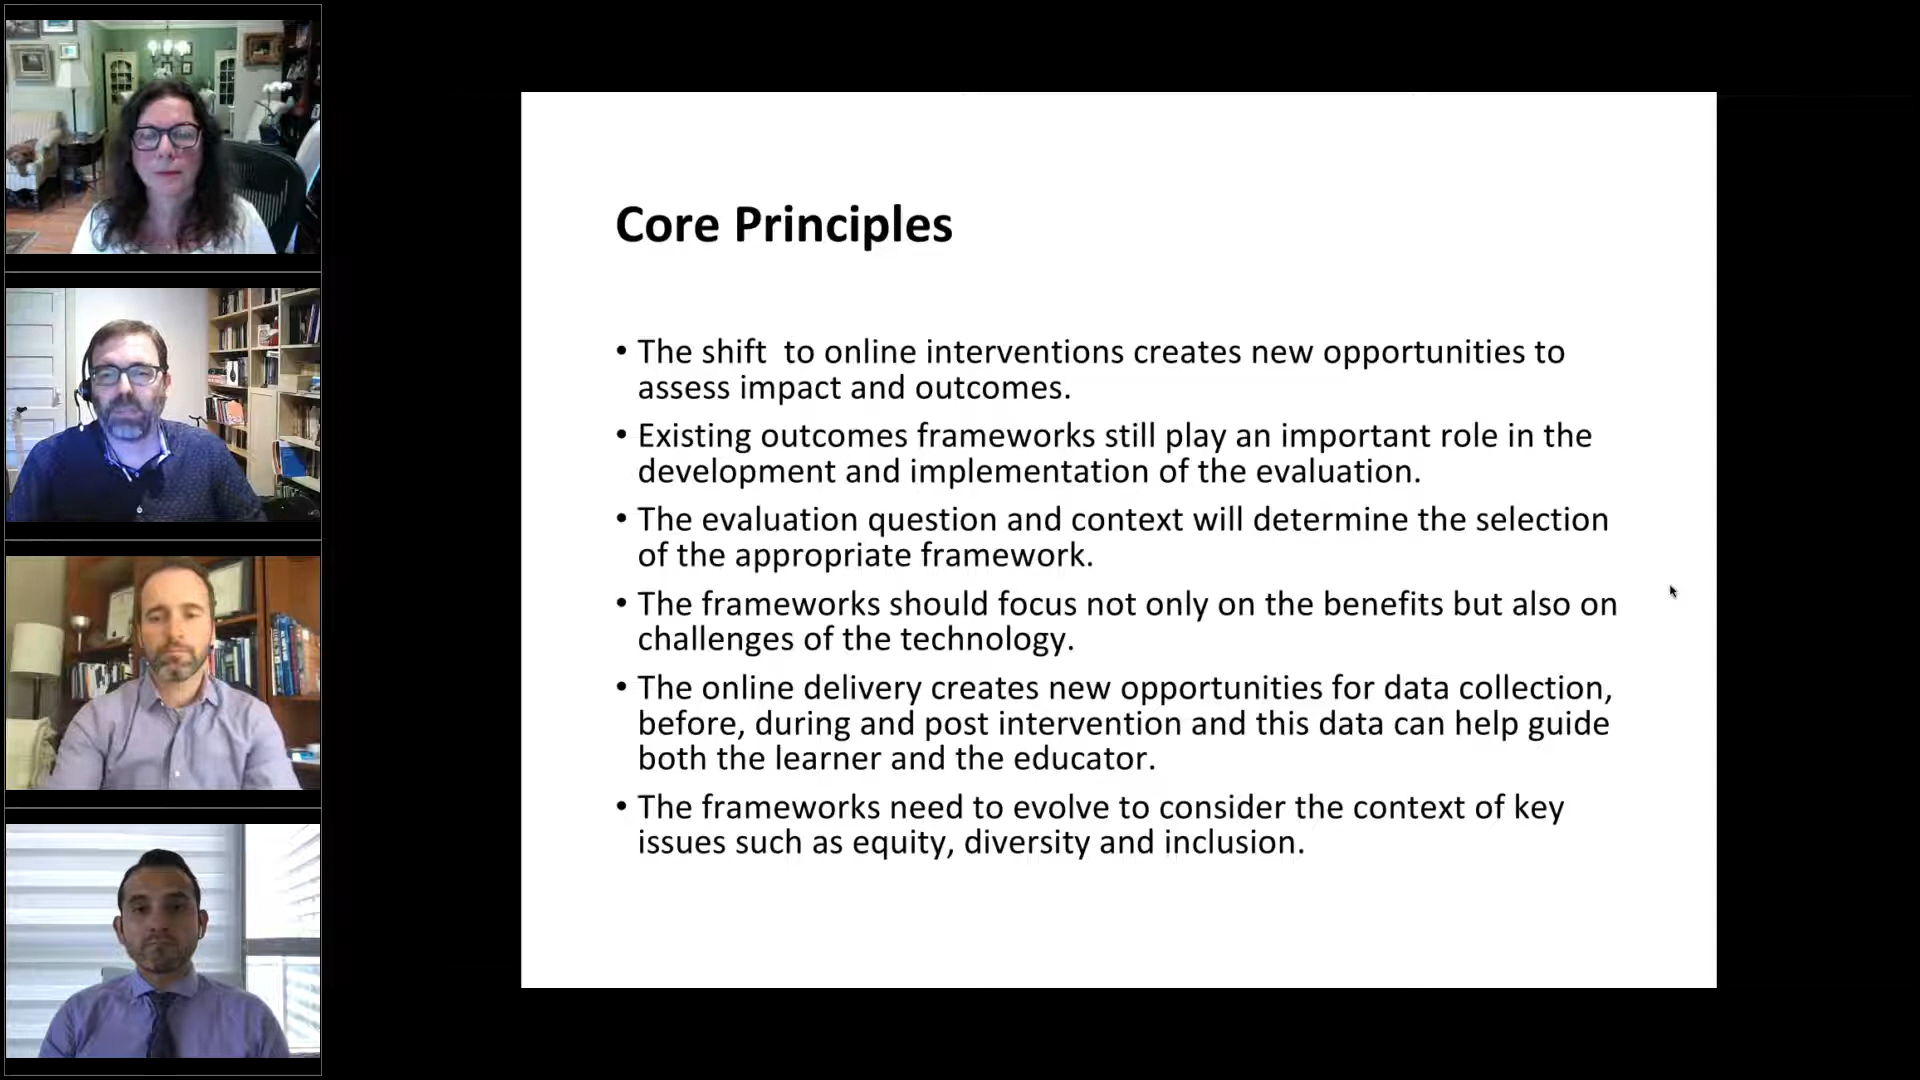 Core Principles
• The shift  to online interventions creates new opportunities to
assess impact and outcomes.
• Existing outcomes frameworks still play an important role in the
development and implementation of the evaluation.
• The evaluation question and context will determine the selection
of the appropriate framework.
• The frameworks should focus not only on the benefits but also on
challenges of the technology.
• The online delivery creates new opportunities for data collection,
before, during and post intervention and this data can help guide
both the learner and the educator.
• The frameworks need to evolve to consider the context of key
issues such as equity, diversity and inclusion.